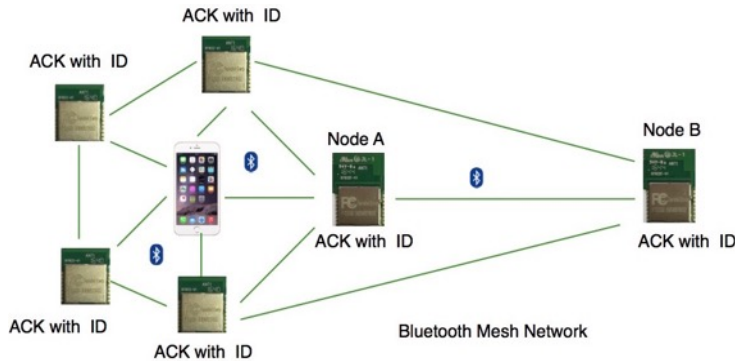 ACK with ID
ACK with ID
Node A
Node B
ACK with ID
ACK with ID
ACK with ID
ACK with ID
Bluetooth Mesh Network